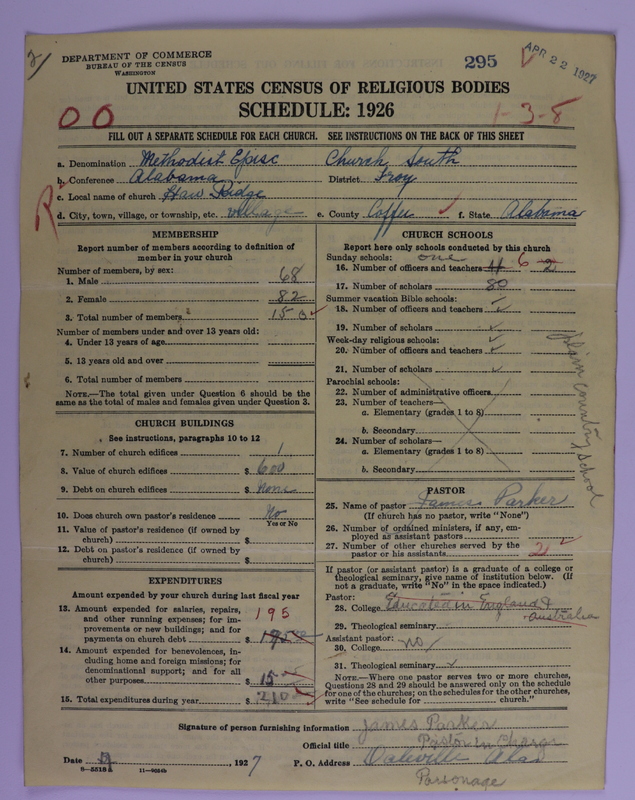 DEPARTMENT OF COMMERCE
BUREAU OF THE CENSUS
WASHINGTON
295
APR 22 1927
UNITED STATES CENSUS OF RELIGIOUS BODIES
SCHEDULE: 1926
00
1-3-8
FILL OUT A SEPARATE SCHEDULE FOR EACH CHURCH. SEE INSTRUCTIONS ON THE BACK OF THIS SHEET
a. Denomination Methodist Episc Church South
b. Conference Alabama District Troy
c. Local name of church Haw Ridge
R
d. City, town, village, or township, etc. village e. County Coffee f. State Alabama
MEMBERSHIP
Report number of members according to definition of member in your church
Number of members, by sex:
1. Male 68
2. Female 82
3. Total number of members 150
Number of members under and over 13 years old:
4. Under 13 years of age
5. 13 years old and over
6. Total number of members
NOTE.—The total given under Question 6 should be the
same as the total of males and females given under Question 3.
CHURCH BUILDINGS
See instructions, paragraphs 10 to 12
7. Number of church edifices 1
8. Value of church edifices $ 600
9. Debt on church edifices $ None
10. Does church own pastor's residence? No
Yes or No
11. Value of pastor's residence (if owned by
church) $
12. Debt on pastor's residence (if owned by
church) $
EXPENDITURES
Amount expended by your church during last fiscal year
13. Amount expended for salaries, repairs,
and other running expenses; for im-
provements or new buildings; and for
payments on church debt $ 195
14. Amount expended for benevolences, in-
cluding home and foreign missions; for
denominational support; and for all
other purposes $ 15
15. Total expenditures during year $ 210
CHURCH SCHOOLS
Report here only schools conducted by this church
Sunday schools: one
16. Number of officers and teachers 6
17. Number of scholars 80
Summer vacation Bible schools:
18. Number of officers and teachers
19. Number of scholars
Week-day religious schools:
20. Number of officers and teachers
21. Number of scholars
Parochial schools:
22. Number of administrative officers
23. Number of teachers—
a. Elementary (grades 1 to 8)
b. Secondary
24. Number of scholars—
a. Elementary (grades 1 to 8)
b. Secondary
plain country school
PASTOR
25. Name of pastor James Parker
(If church has no pastor, write "None")
26. Number of ordained ministers, if any, em-
ployed as assistant pastors
27. Number of other churches served by the
pastor or his assistants 2
If pastor (or assistant pastor) is a graduate of a college or
theological seminary, give name of institution below. (If
not a graduate, write "No" in the space indicated.)
Pastor:
28. College Educated in England &
Australia
29. Theological seminary
Assistant pastor:
30. College no
31. Theological seminary
NOTE.—Where one pastor serves two or more churches,
Questions 28 and 29 should be answered only on the schedule
for one of the churches; on the schedules for the other churches,
write "See schedule for church."
Signature of person furnishing information James Parker
Official title Pastor in Charge
Date , 1927 P. O. Address Daleville Ala
Parsonage
8-551B 11-9024b